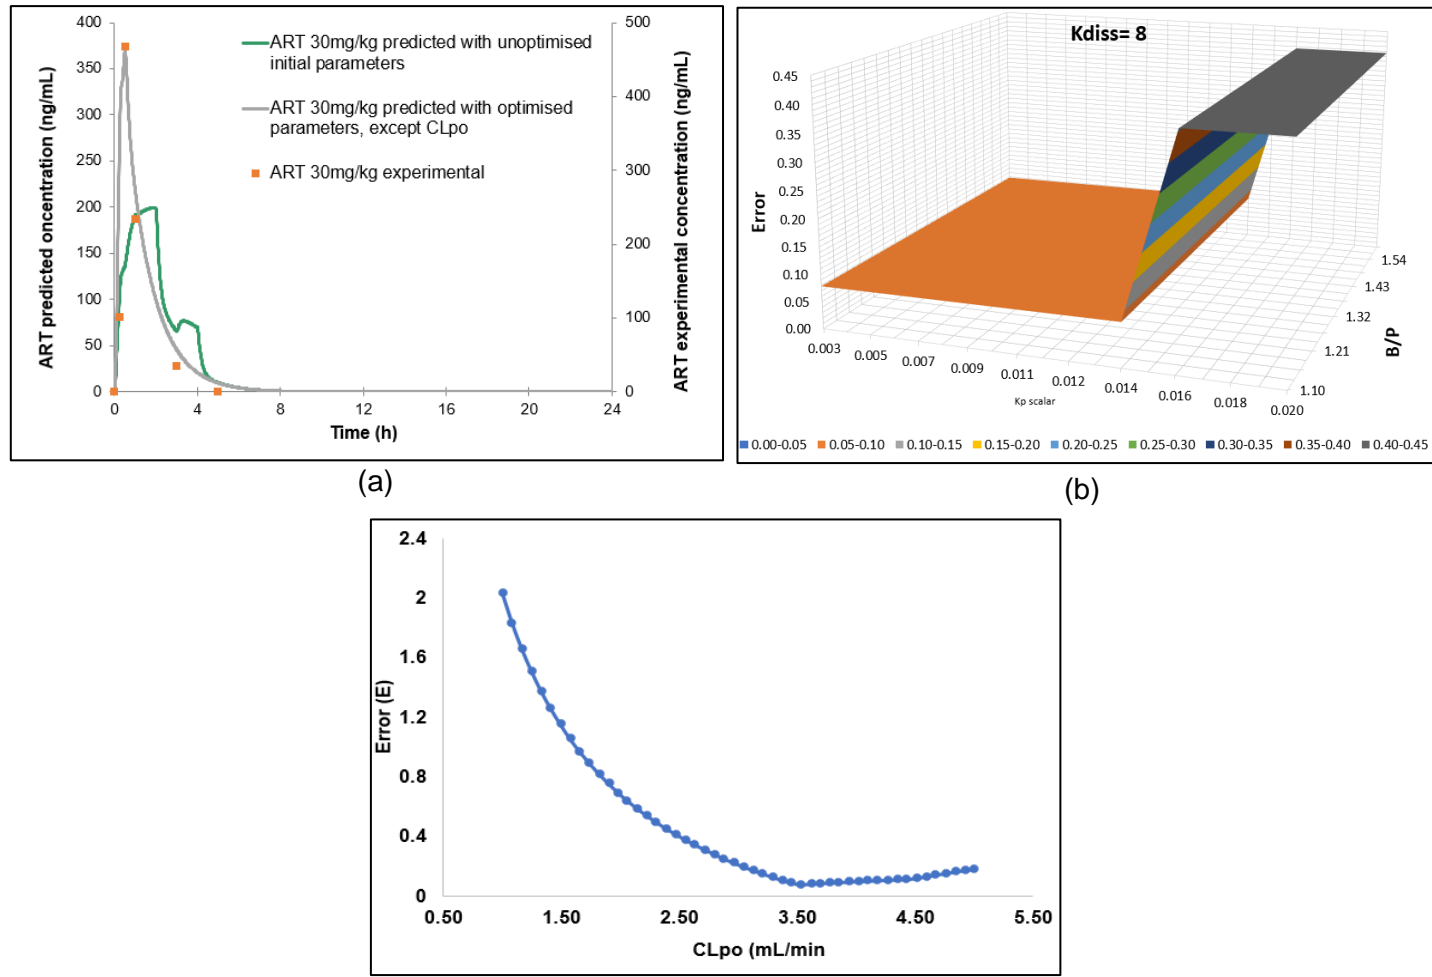 ART predicted oncentration (ng/mL)
400
350
300
250
200
150
100
50
0
ART 30mg/kg predicted with unoptimised
initial parameters
ART 30mg/kg predicted with optimised
parameters, except CLpo
ART 30mg/kg experimental
500
400
300
200
100
0
ART experimental concentration (ng/mL)
0 4 8 12 16 20 24
Time (h)
(a)
Kdiss= 8
Error
0.45
0.40
0.35
0.30
0.25
0.20
0.15
0.10
0.05
0.00
0.003 0.005 0.007 0.009 0.011 0.012 0.014 0.016 0.018 0.020
Kp scalar
1.54
1.43
1.32
1.21
1.10
B/P
0.00-0.05 0.05-0.10 0.10-0.15 0.15-0.20 0.20-0.25 0.25-0.30 0.30-0.35 0.35-0.40 0.40-0.45
(b)
Error (E)
2.4
2
1.6
1.2
0.8
0.4
0
0.50 1.50 2.50 3.50 4.50 5.50
CLpo (mL/min